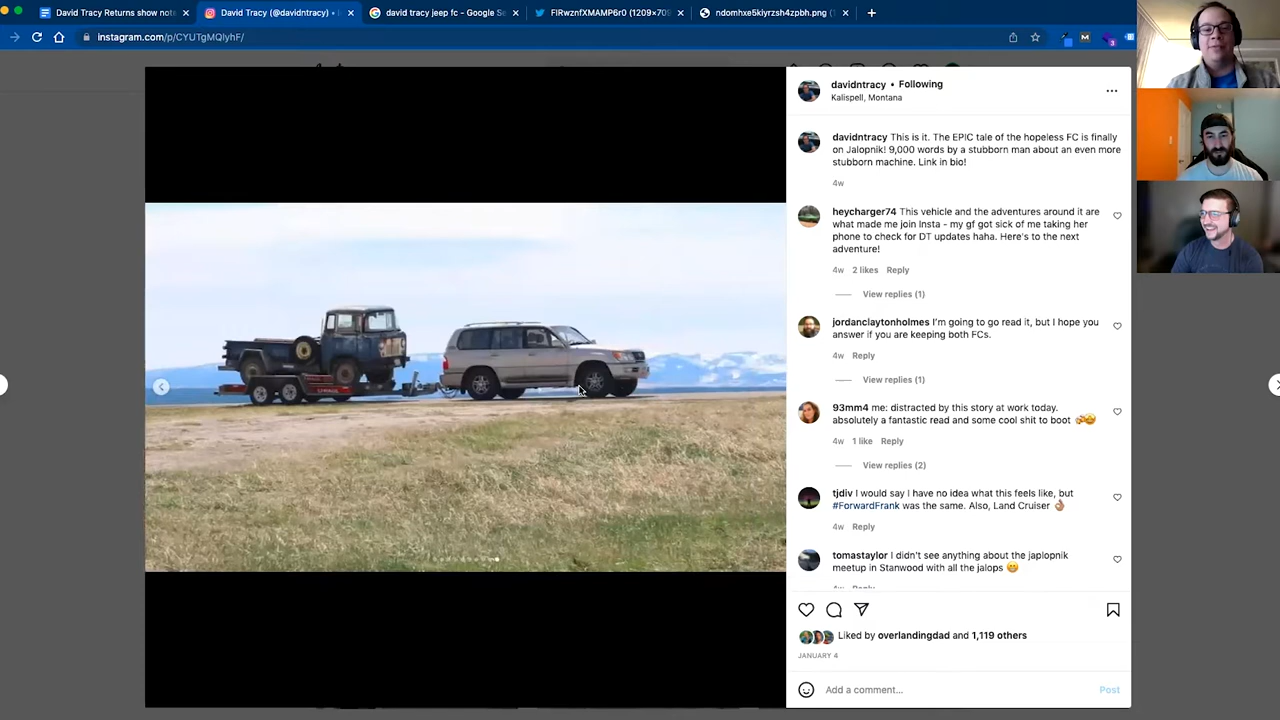 David Tracy Returns show note
David Tracy (@davidntracy) •
david tracy jeep fc - Google Se
FIRwznfXMAMP6r0 (1209×709
ndomhxe5kiyrzsh4zpbh.png (1
instagram.com/p/CYUTgMQIyhF/
davidntracy • Following
Kalispell, Montana
davidntracy This is it. The EPIC tale of the hopeless FC is finally
on Jalopnik! 9,000 words by a stubborn man about an even more
stubborn machine. Link in bio!
4w
heycharger74 This vehicle and the adventures around it are
what made me join Insta - my gf got sick of me taking her
phone to check for DT updates haha. Here's to the next
adventure!
4w 2 likes Reply
View replies (1)
jordanclaytonholmes I'm going to go read it, but I hope you
answer if you are keeping both FCs.
4w Reply
View replies (1)
93mm4 me: distracted by this story at work today.
absolutely a fantastic read and some cool shit to boot
4w 1 like Reply
View replies (2)
tjdiv I would say I have no idea what this feels like, but
#ForwardFrank was the same. Also, Land Cruiser 👌🏽
4w Reply
tomastaylor I didn't see anything about the japlopnik
meetup in Stanwood with all the jalops 😁
4w Reply
Liked by overlandingdad and 1,119 others
JANUARY 4
Add a comment...
Post